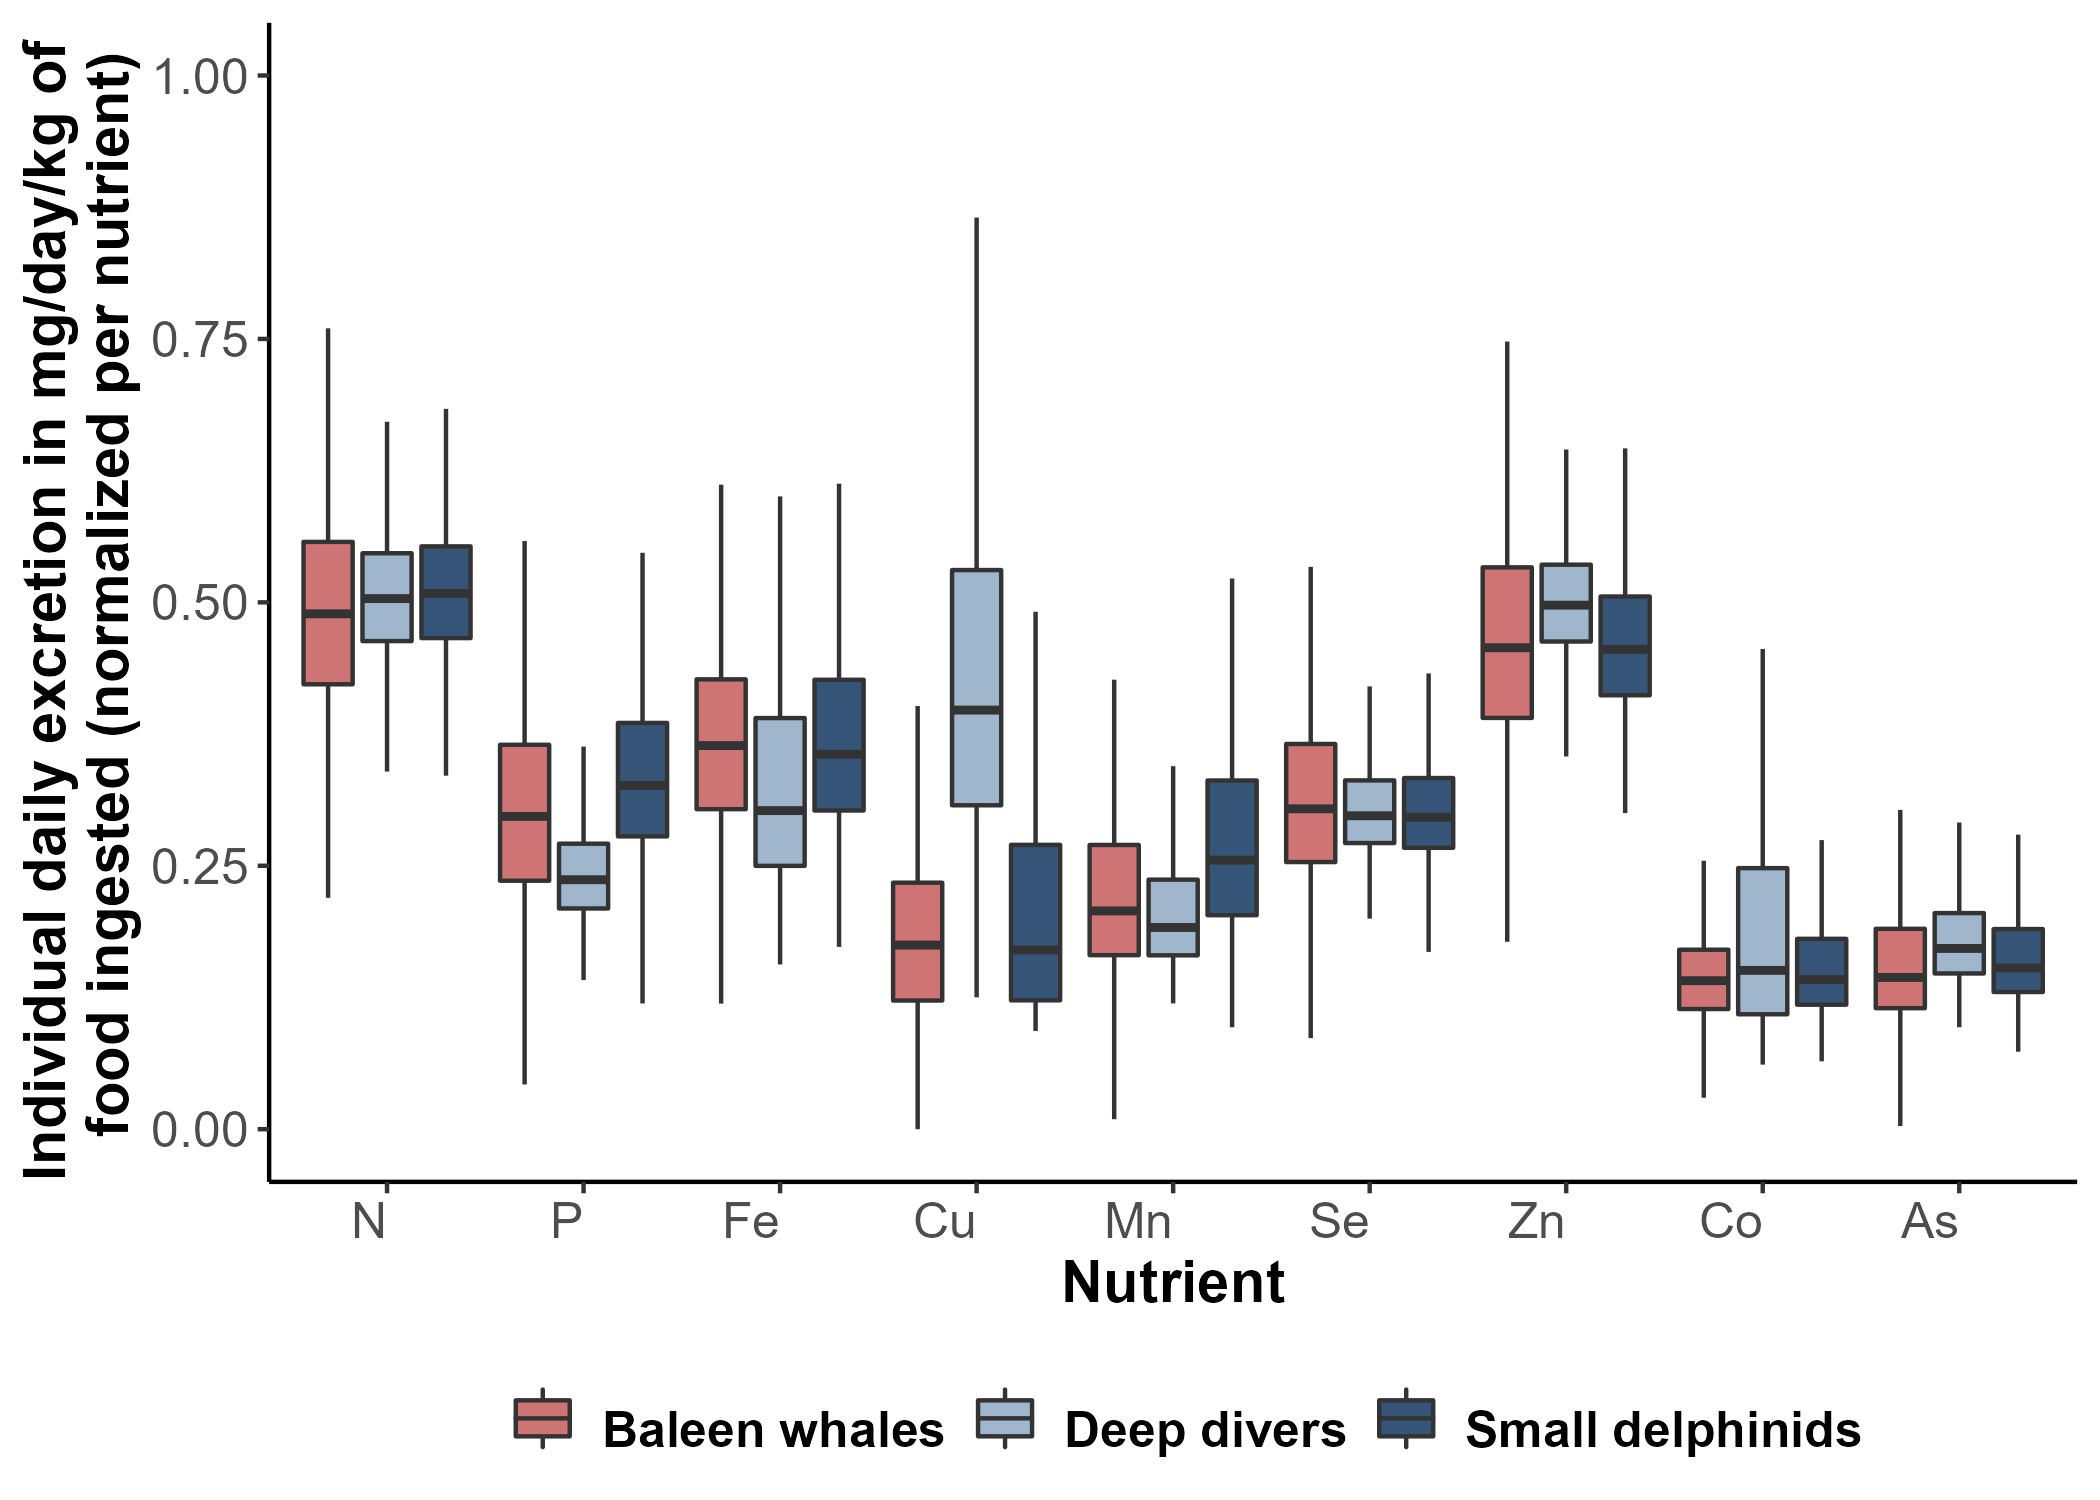 Individual daily excretion in mg/day/kg of
food ingested (normalized per nutrient)
1.00
0.75
0.50
0.25
0.00
N P Fe Cu Mn Se Zn Co As
Nutrient
Baleen whales Deep divers Small delphinids